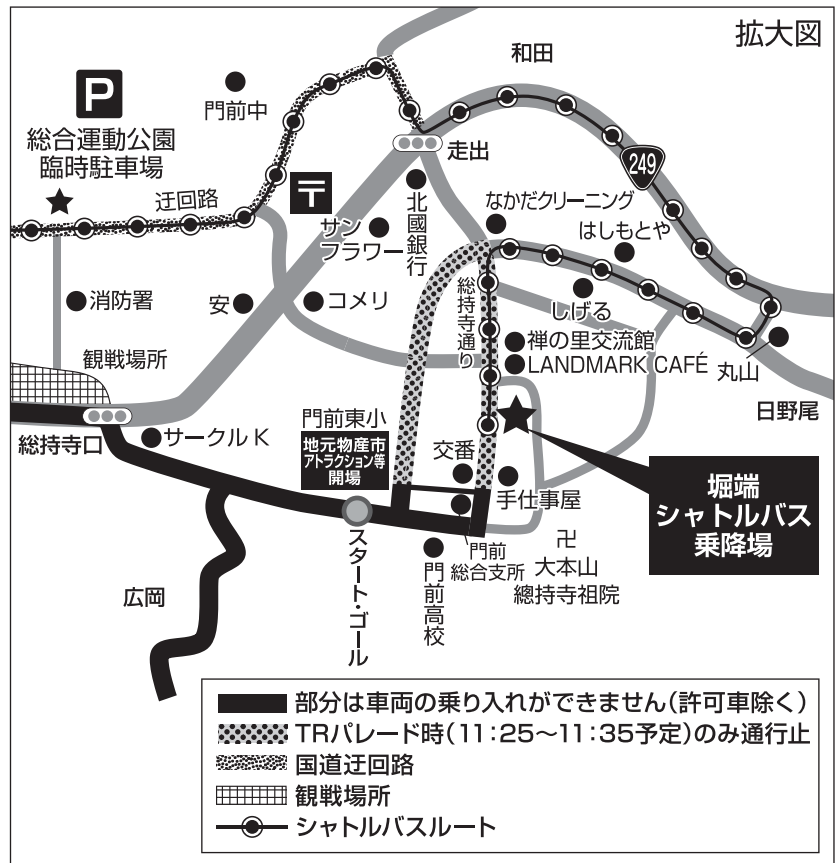 拡大図
和田
P
門前中
総合運動公園
臨時駐車場
走出
249
迂回路
〒
北國銀行
サン
フラワー
なかだクリーニング
はしもとや
消防署
安
コメリ
総持寺通り
しげる
禅の里交流館
LANDMARK CAFÉ
丸山
観戦場所
日野尾
総持寺口
サークルK
門前東小
地元物産市
アトラクション等
開場
交番
手仕事屋
堀端
シャトルバス
乗降場
スタート・ゴール
門前
総合支所
門前高校
卍
大本山
總持寺祖院
広岡
部分は車両の乗り入れができません(許可車除く)
TRパレード時(11:25〜11:35予定)のみ通行止
国道迂回路
観戦場所
シャトルバスルート